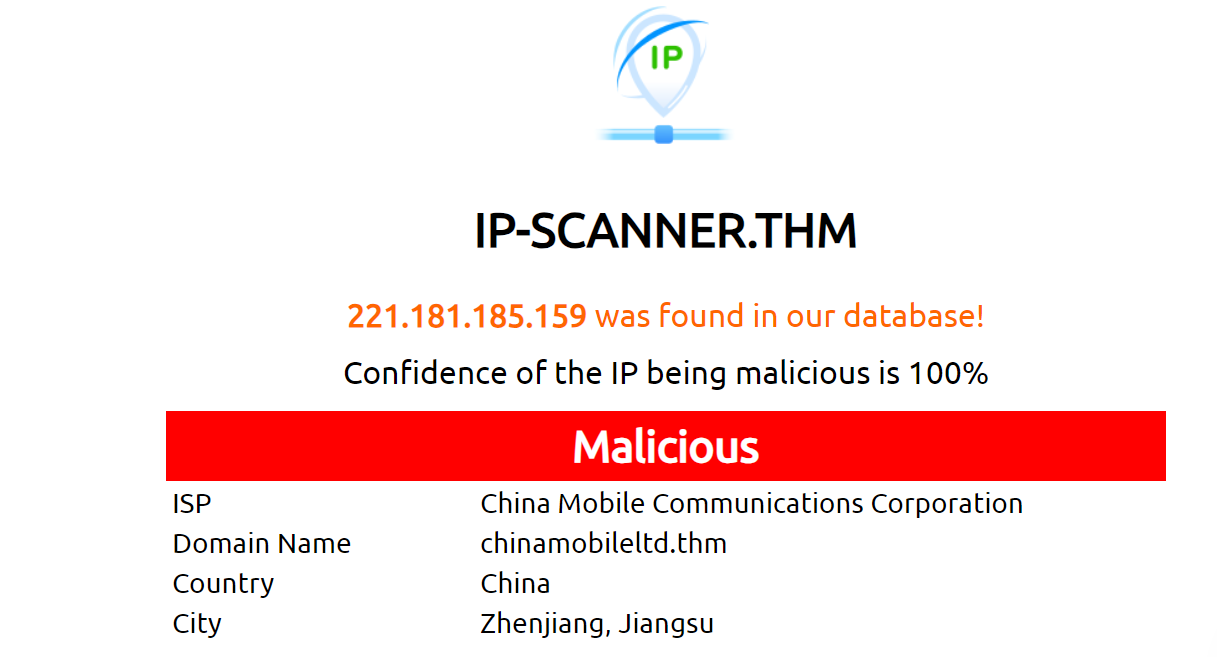 IP
IP-SCANNER.THM
221.181.185.159 was found in our database!
Confidence of the IP being malicious is 100%
Malicious
ISP China Mobile Communications Corporation
Domain Name chinamobileltd.thm
Country China
City Zhenjiang, Jiangsu